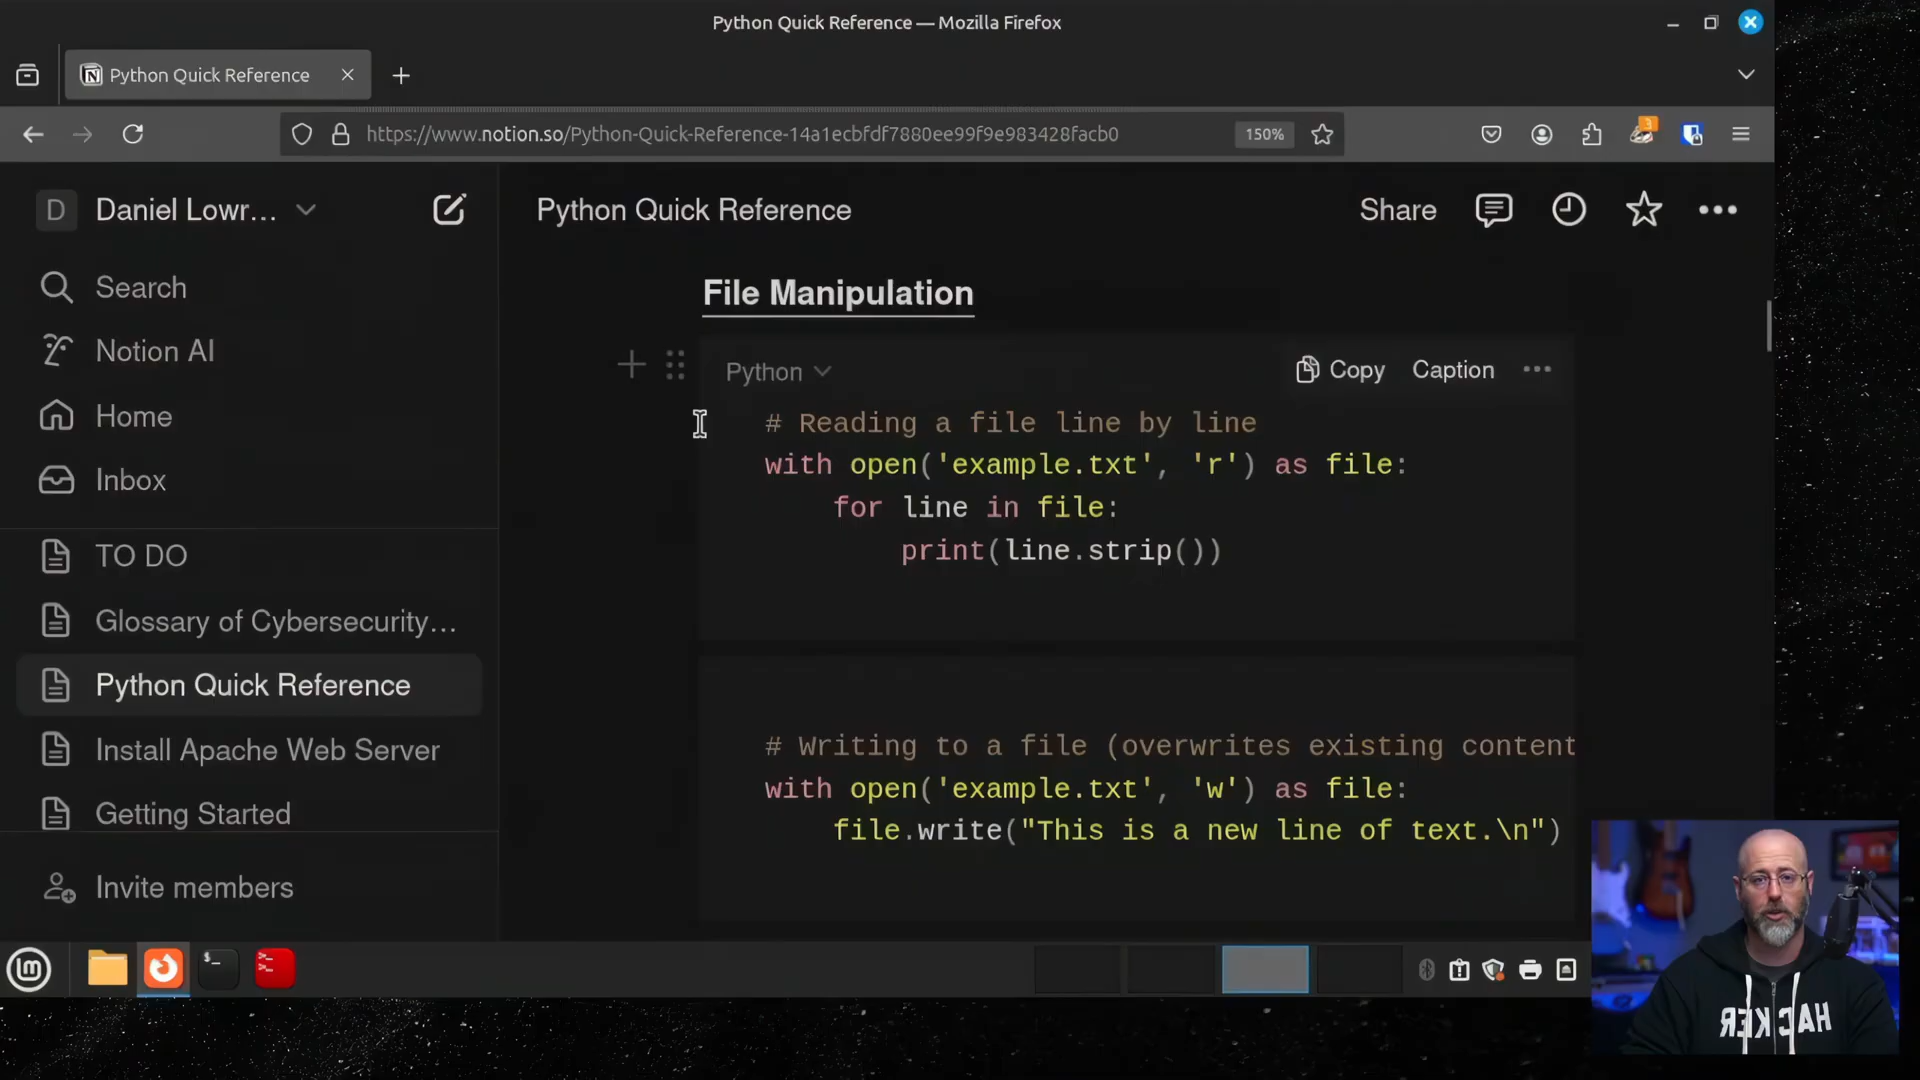 Python Quick Reference — Mozilla Firefox
Python Quick Reference
https://www.notion.so/Python-Quick-Reference-14a1ecbfdf7880ee99f9e983428facb0
150%
3
D
Daniel Lowr...
Python Quick Reference
Share
Search
Notion AI
Home
Inbox
TO DO
Glossary of Cybersecurity...
Python Quick Reference
Install Apache Web Server
Getting Started
Invite members
File Manipulation
Python
Copy
Caption
# Reading a file line by line
with open('example.txt', 'r') as file:
for line in file:
print(line.strip())
# Writing to a file (overwrites existing content
with open('example.txt', 'w') as file:
file.write("This is a new line of text.\n")
HACKER